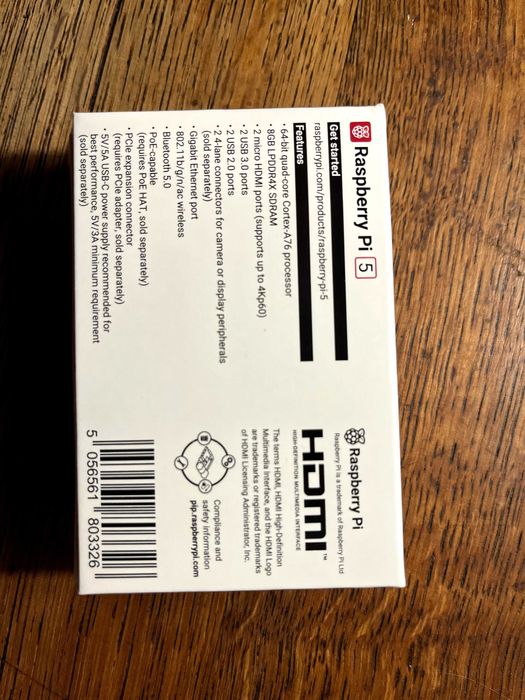 Raspberry Pi 5
Get started
raspberrypi.com/products/raspberry-pi-5
Features
• 64-bit quad-core Cortex-A76 processor
• 8GB LPDDR4X SDRAM
• 2 micro HDMI ports (supports up to 4Kp60)
• 2 USB 3.0 ports
• 2 USB 2.0 ports
• 2 4-lane connectors for camera or display peripherals
(sold separately)
• Gigabit Ethernet port
• 802.11b/g/n/ac wireless
• Bluetooth 5.0
• PoE-capable
(requires PoE HAT, sold separately)
• PCIe expansion connector
(requires PCIe adapter, sold separately)
• 5V/5A USB-C power supply recommended for
best performance, 5V/3A minimum requirement
(sold separately)
Raspberry Pi
Raspberry Pi is a trademark of Raspberry Pi Ltd
HDMI™
HIGH-DEFINITION MULTIMEDIA INTERFACE
The terms HDMI, HDMI High-Definition
Multimedia Interface, and the HDMI Logo
are trademarks or registered trademarks
of HDMI Licensing Administrator, Inc.
Compliance and
safety information
pip.raspberrypi.com
5 056561 803326